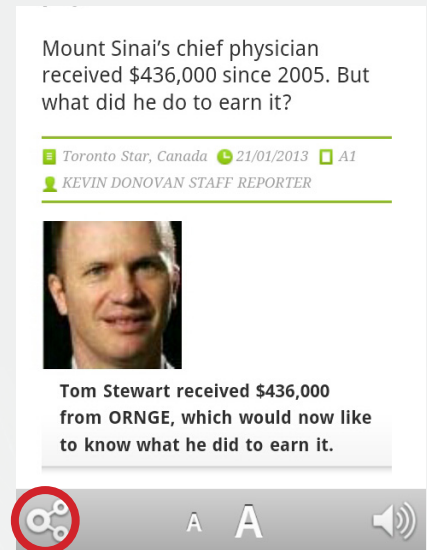 Mount Sinai’s chief physician
received $436,000 since 2005. But
what did he do to earn it?
Toronto Star, Canada 21/01/2013 A1
KEVIN DONOVAN STAFF REPORTER
Tom Stewart received $436,000
from ORNGE, which would now like
to know what he did to earn it.
A A